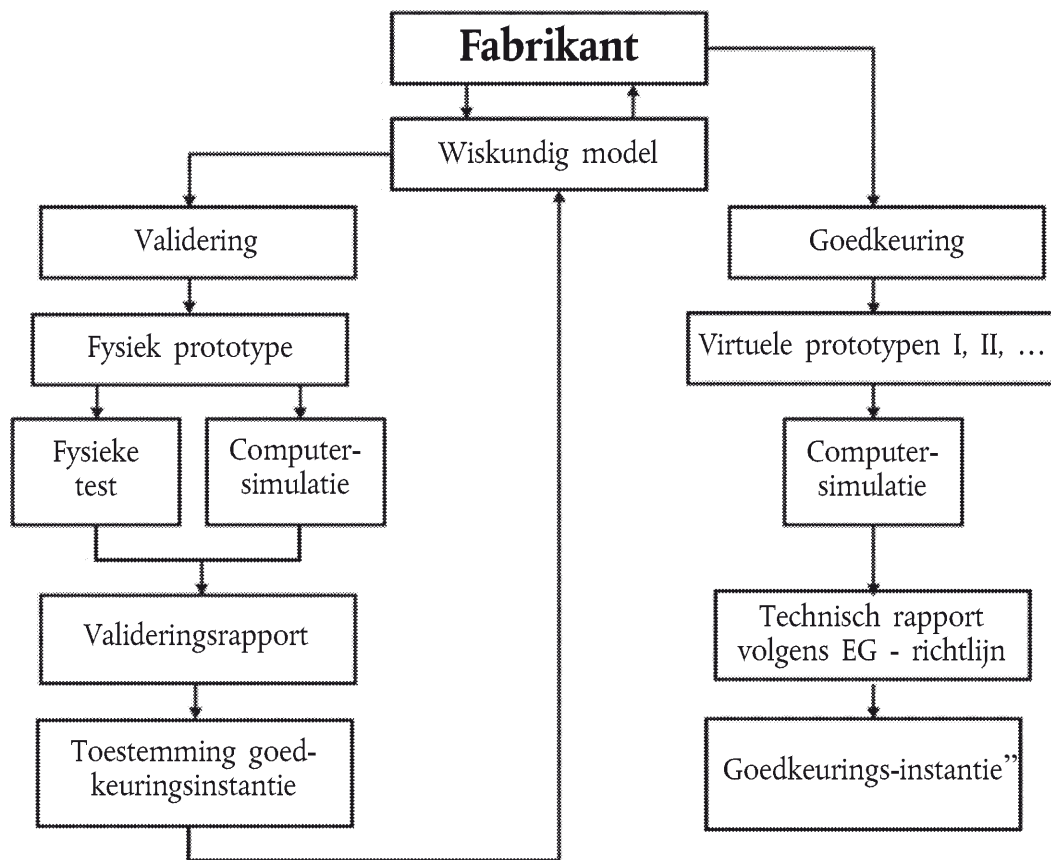 Fabrikant
Wiskundig model
Validering
Fysiek prototype
Fysieke
test
Computer-
simulatie
Valideringsrapport
Toestemming goed-
keuringsinstantie
Goedkeuring
Virtuele prototypen I, II, …
Computer-
simulatie
Technisch rapport
volgens EG - richtlijn
Goedkeurings-instantie”